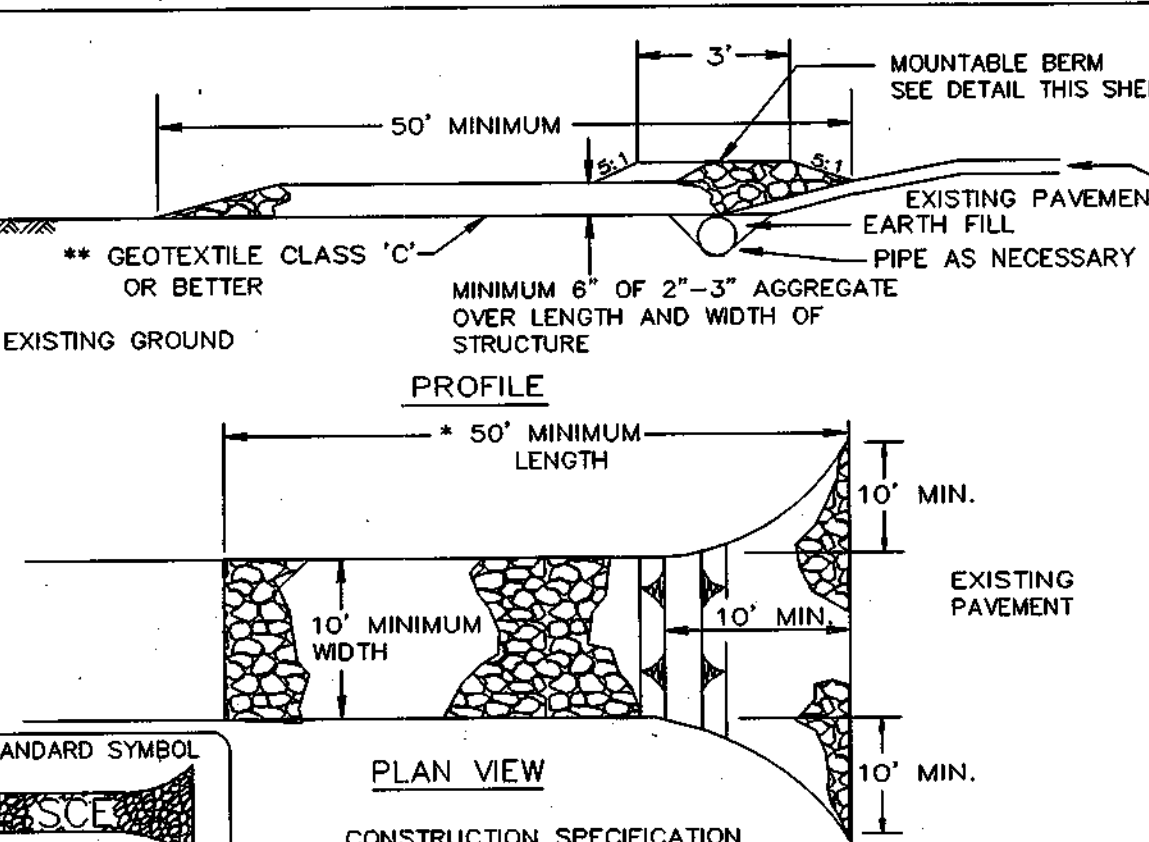 3'
MOUNTABLE BERM
SEE DETAIL THIS SHE
50' MINIMUM
5:1
5:1
EXISTING PAVEMEN
EARTH FILL
** GEOTEXTILE CLASS 'C'
OR BETTER
PIPE AS NECESSARY
MINIMUM 6" OF 2"-3" AGGREGATE
OVER LENGTH AND WIDTH OF
STRUCTURE
EXISTING GROUND
PROFILE
* 50' MINIMUM
LENGTH
10' MIN.
EXISTING
PAVEMENT
10' MINIMUM
WIDTH
10' MIN.
ANDARD SYMBOL
SCE
PLAN VIEW
10' MIN.
CONSTRUCTION SPECIFICATION